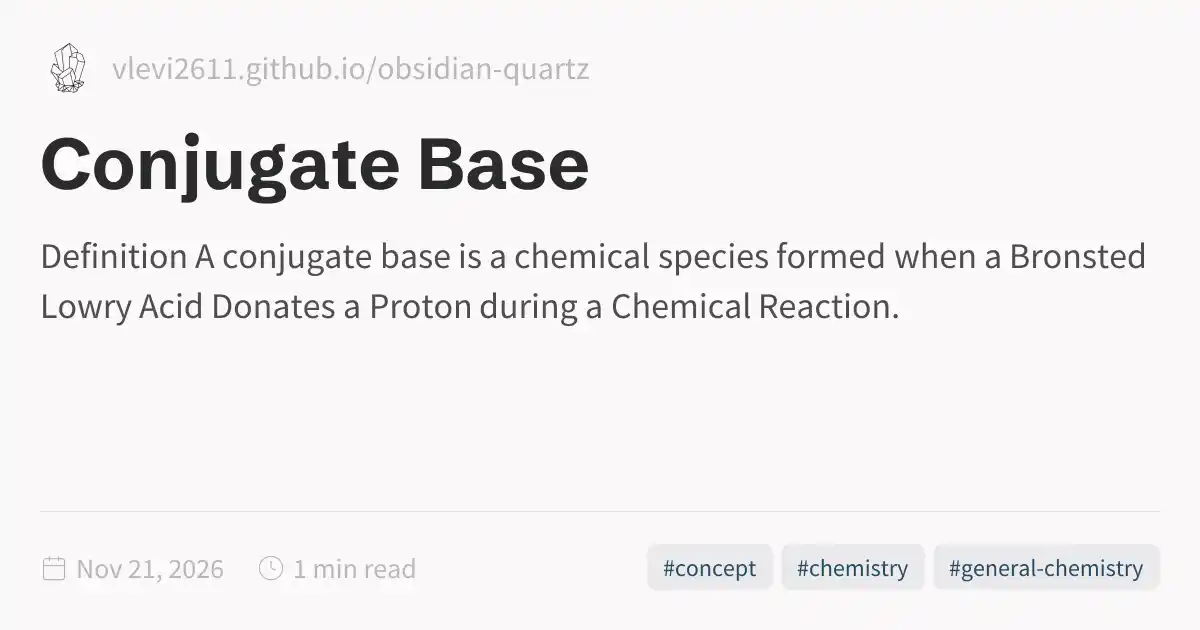 vlevi2611.github.io/obsidian-quartz
Conjugate Base
Definition A conjugate base is a chemical species formed when a Bronsted
Lowry Acid Donates a Proton during a Chemical Reaction.
Nov 21, 2026 1 min read #concept #chemistry #general-chemistry